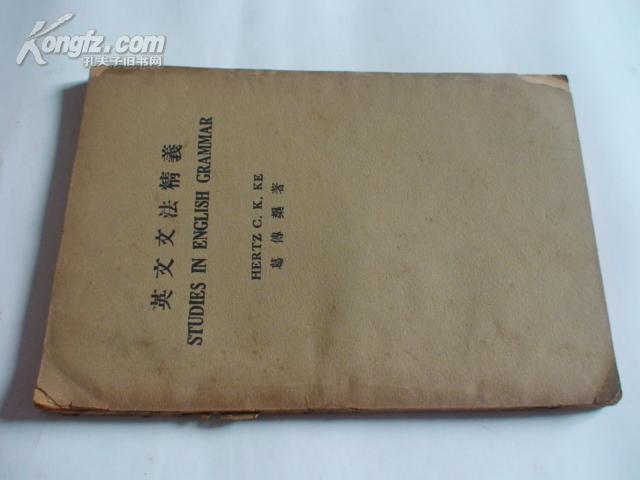 Kongfz.com
孔夫子旧书网
英文文法精義
STUDIES IN ENGLISH GRAMMAR
HERTZ C. K. KE
葛傳槼著